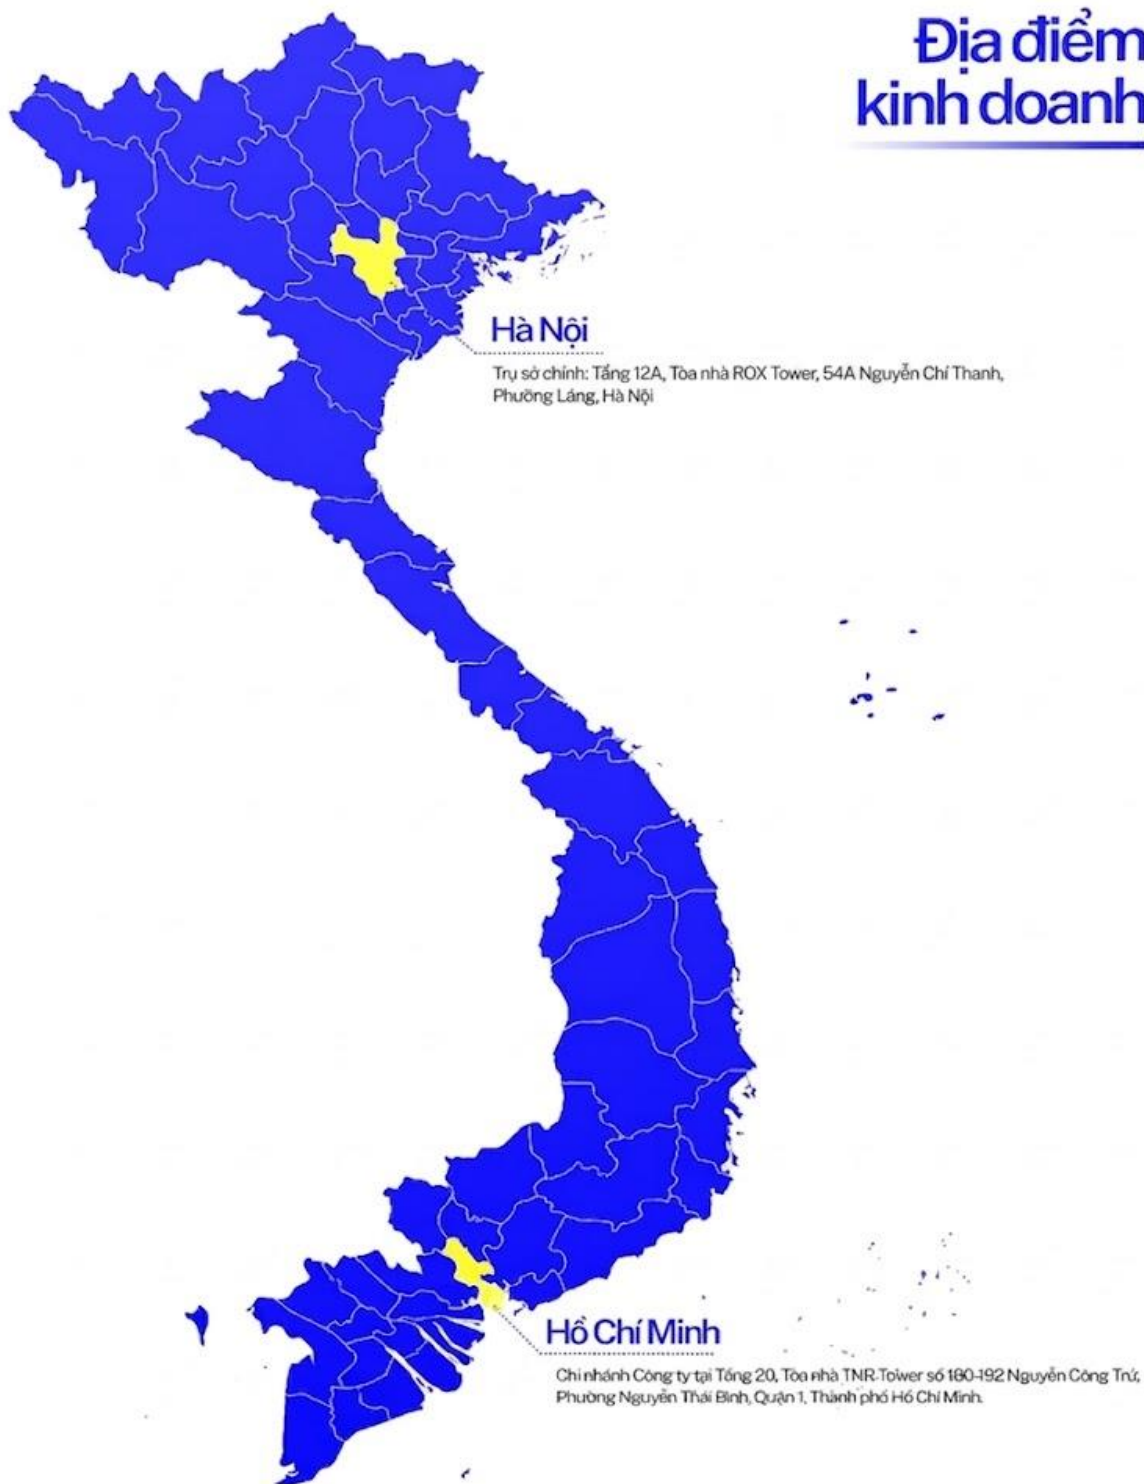 Địa điểm
kinh doanh
Hà Nội
Trụ sở chính: Tầng 12A, Tòa nhà ROX Tower, 54A Nguyễn Chí Thanh,
Phường Láng, Hà Nội
Hồ Chí Minh
Chi nhánh Công ty tại Tầng 20, Tòa nhà TNR Tower số 180-192 Nguyễn Công Trứ,
Phường Nguyễn Thái Bình, Quận 1, Thành phố Hồ Chí Minh.